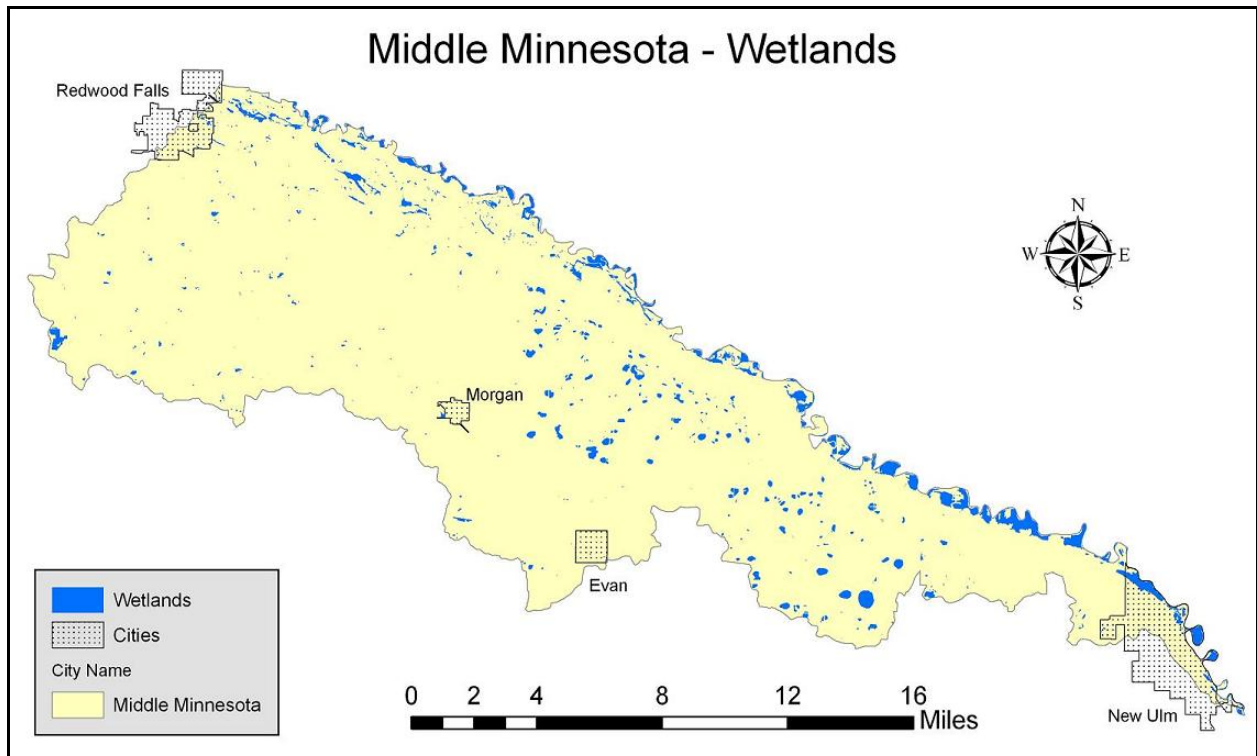 Middle Minnesota - Wetlands
Redwood Falls
N
W E
S
Morgan
Evan
New Ulm
Wetlands
Cities
City Name
Middle Minnesota
0 2 4 8 12 16
Miles